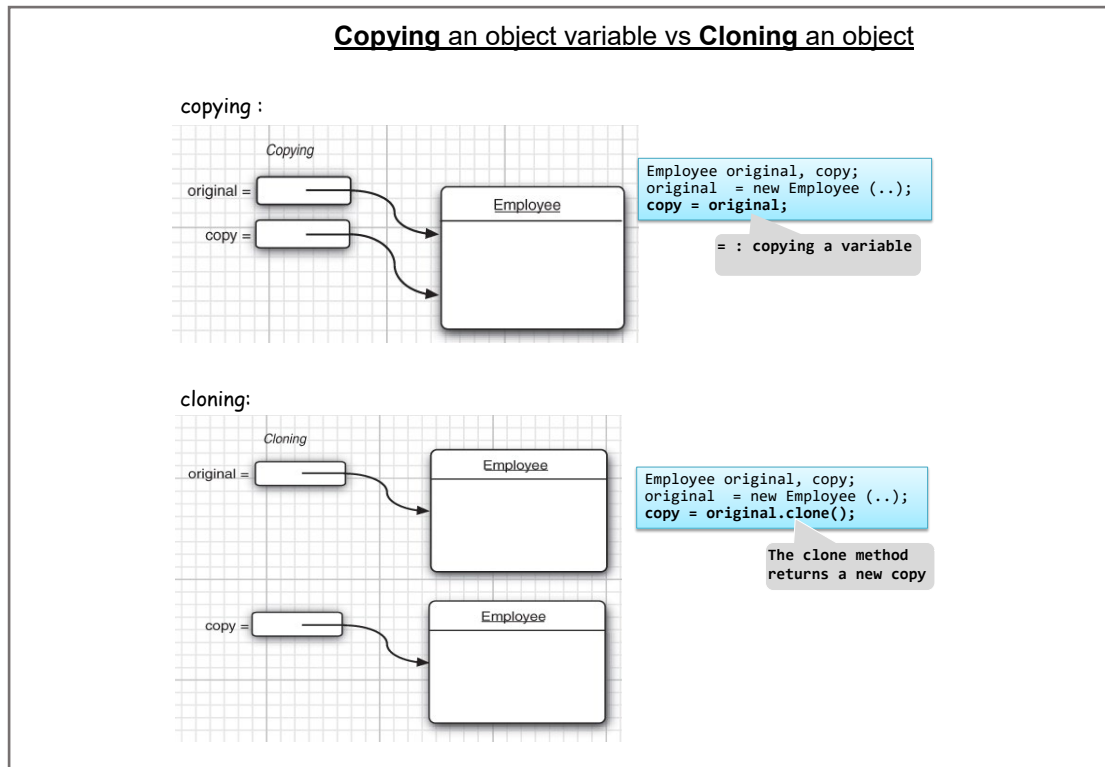 Copying an object variable vs Cloning an object
copying :
Copying
original =
copy =
Employee
Employee original, copy;
original  = new Employee (..);
copy = original;
= : copying a variable
cloning:
Cloning
original =
Employee
copy =
Employee
Employee original, copy;
original  = new Employee (..);
copy = original.clone();
The clone method
returns a new copy